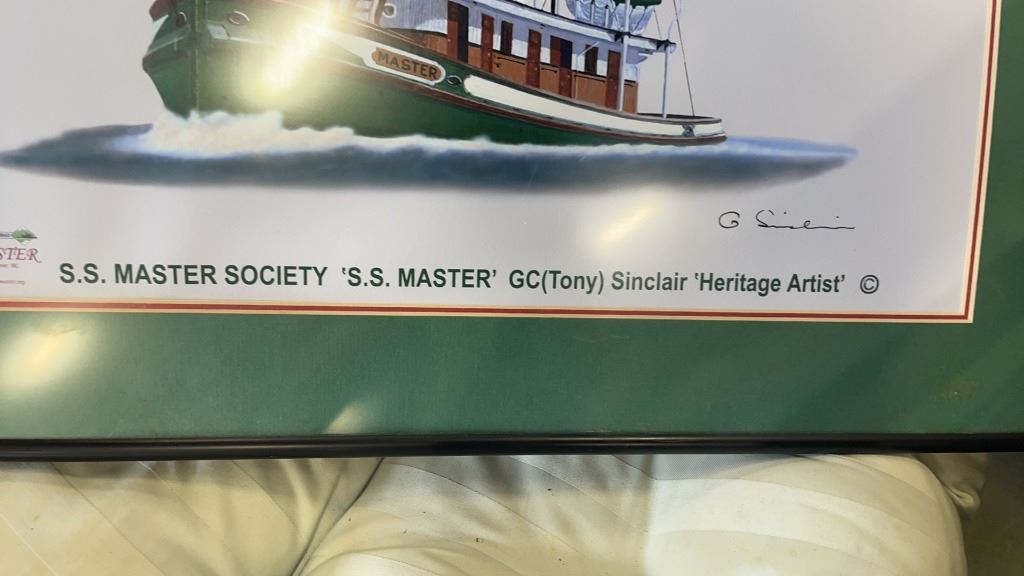 MASTER
G Sinclair
S.S. MASTER SOCIETY 'S.S. MASTER' GC(Tony) Sinclair 'Heritage Artist' ©